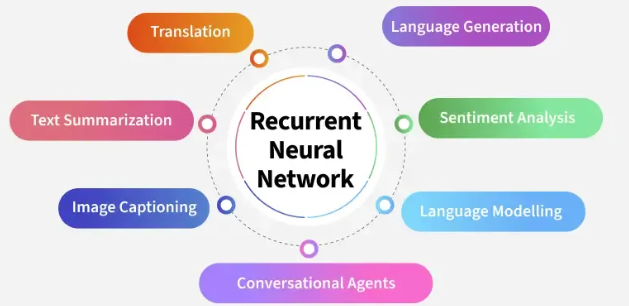 Translation
Language Generation
Text Summarization
Recurrent
Neural
Network
Sentiment Analysis
Image Captioning
Language Modelling
Conversational Agents